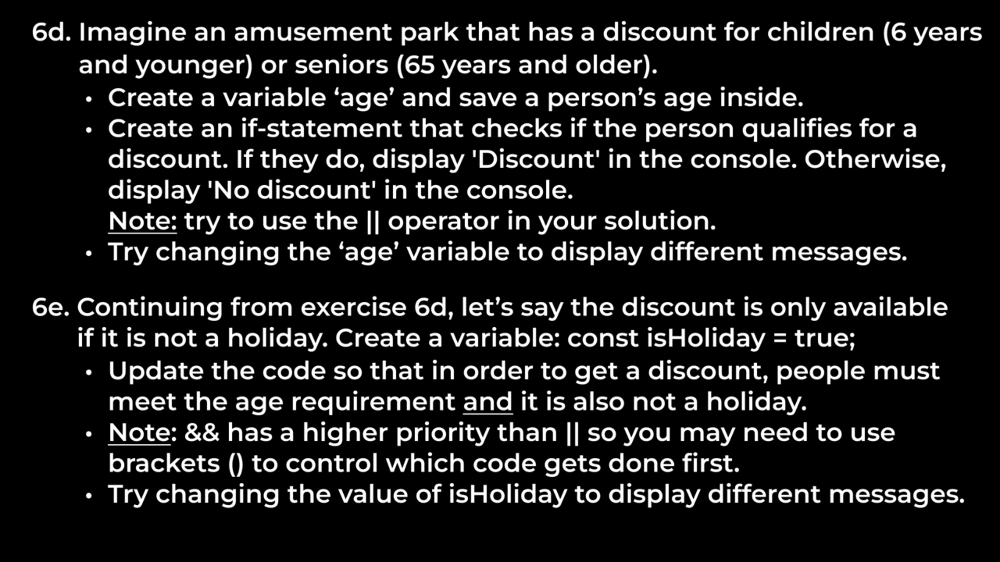 6d. Imagine an amusement park that has a discount for children (6 years
and younger) or seniors (65 years and older).
• Create a variable ‘age’ and save a person’s age inside.
• Create an if-statement that checks if the person qualifies for a
discount. If they do, display 'Discount' in the console. Otherwise,
display 'No discount' in the console.
Note: try to use the || operator in your solution.
• Try changing the ‘age’ variable to display different messages.
6e. Continuing from exercise 6d, let’s say the discount is only available
if it is not a holiday. Create a variable: const isHoliday = true;
• Update the code so that in order to get a discount, people must
meet the age requirement and it is also not a holiday.
• Note: && has a higher priority than || so you may need to use
brackets () to control which code gets done first.
• Try changing the value of isHoliday to display different messages.